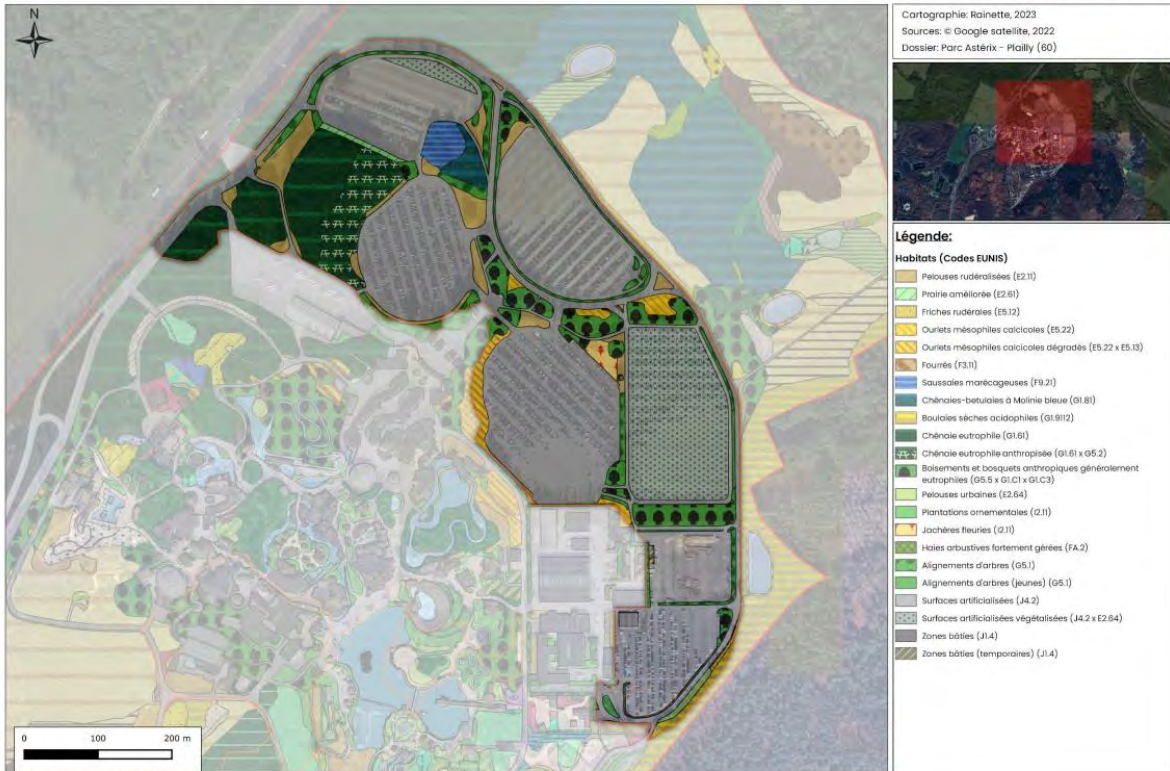 N
0
100
200 m
Cartographie: Rainette, 2023
Sources: © Google satellite, 2022
Dossier: Parc Astérix - Plailly (60)
Légende:
Habitats (Codes EUNIS)
Pelouses rudéralisées (E2.11)
Prairie améliorée (E2.61)
Friches rudérales (E5.12)
Ourlets mésophiles calcicoles (E5.22)
Ourlets mésophiles calcicoles dégradés (E5.22 x E5.13)
Fourrés (F3.11)
Saussaies marécageuses (F9.21)
Chênaies-betulaies à Molinie bleue (G1.81)
Boulaies sèches acidophiles (G1.9112)
Chênaie eutrophile (G1.61)
Chênaie eutrophile anthropisée (G1.61 x G5.2)
Boisements et bosquets anthropiques généralement
eutrophiles (G5.5 x G1.C1 x G1.C3)
Pelouses urbaines (E2.64)
Plantations ornementales (I2.11)
Jachères fleuries (I2.11)
Haies arbustives fortement gérées (FA.2)
Alignements d'arbres (G5.1)
Alignements d'arbres (jeunes) (G5.1)
Surfaces artificialisées (J4.2)
Surfaces artificialisées végétalisées (J4.2 x E2.64)
Zones bâties (J1.4)
Zones bâties (temporaires) (J1.4)